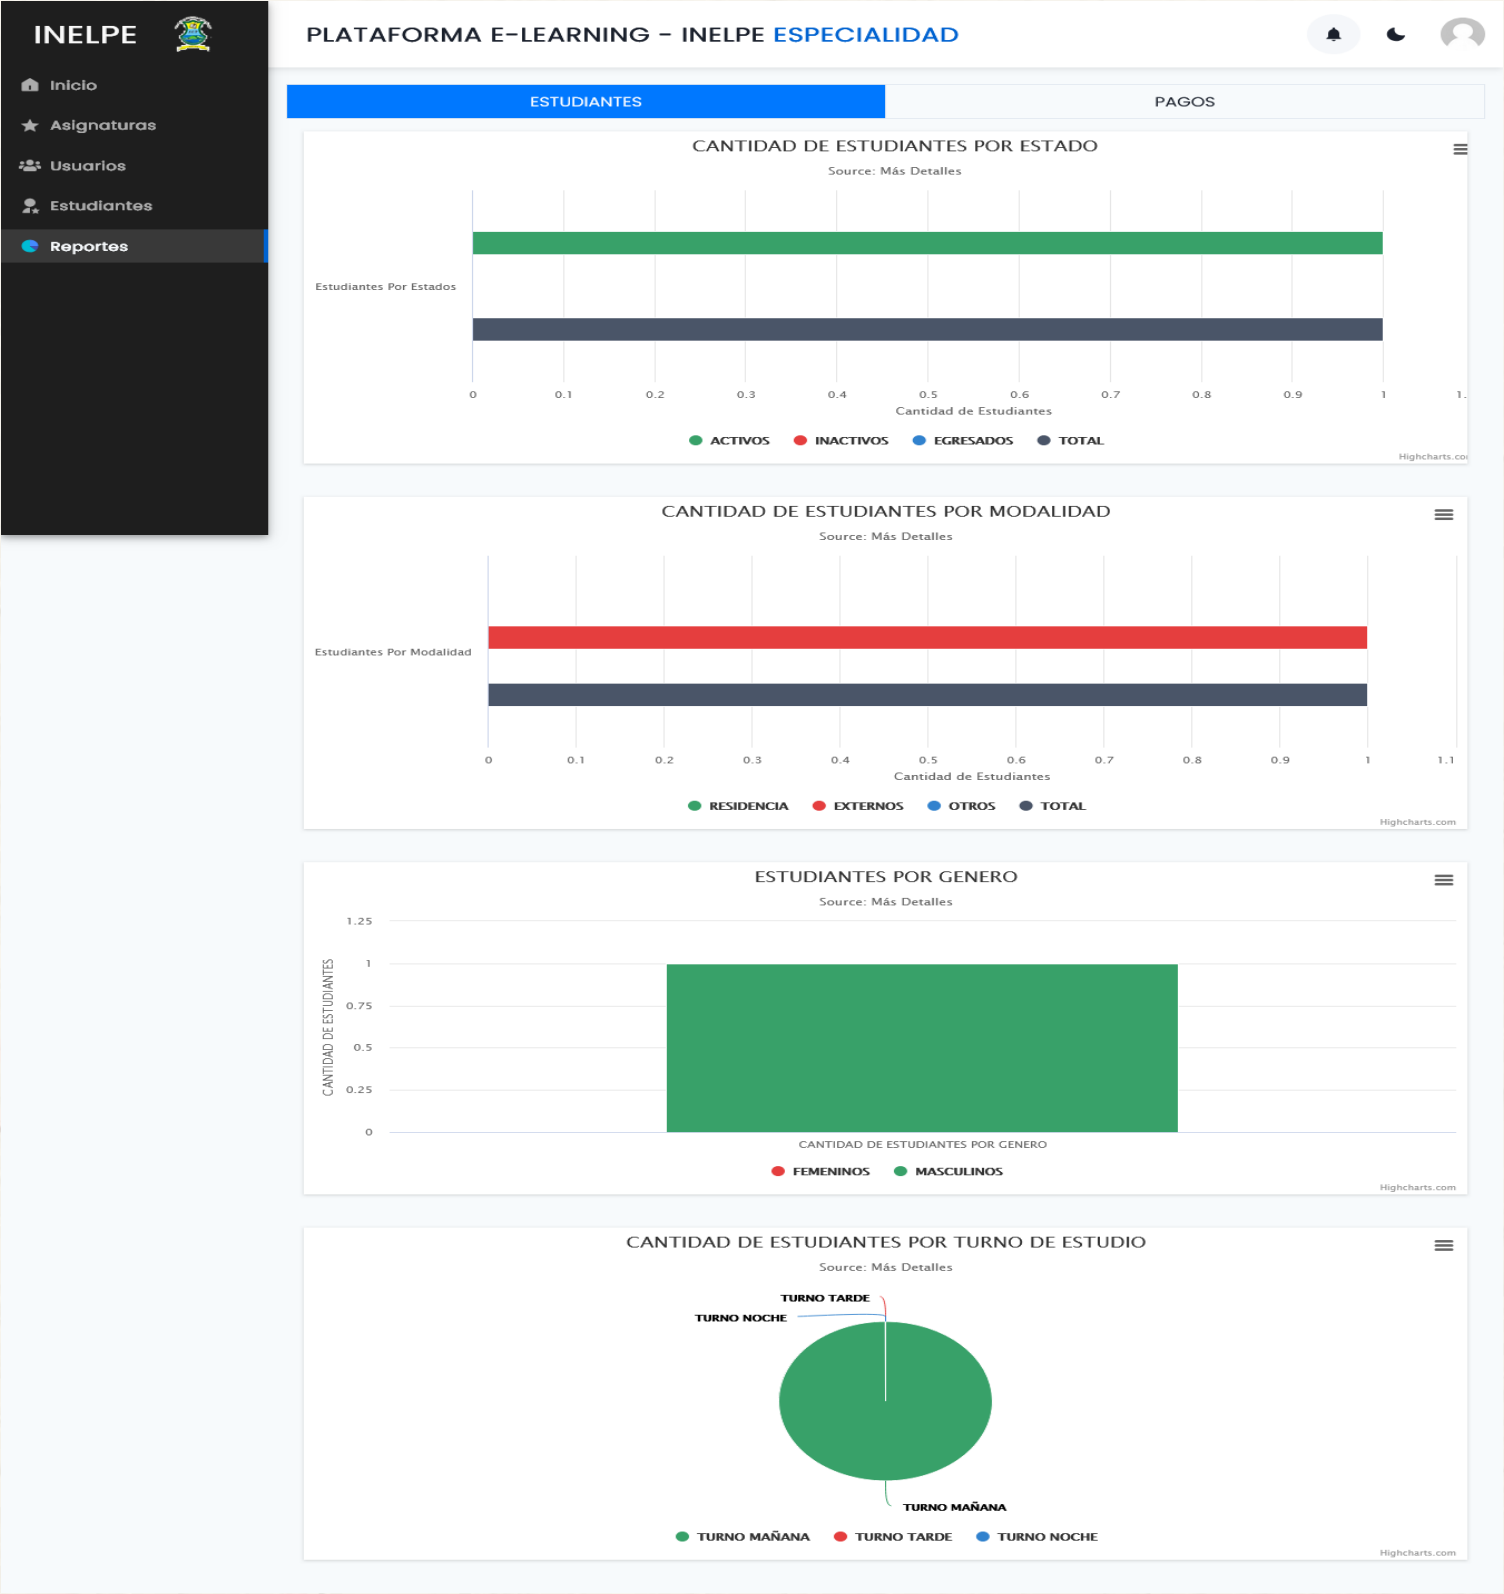 INELPE
PLATAFORMA E-LEARNING - INELPE ESPECIALIDAD
Inicio
Asignaturas
Usuarios
Estudiantes
Reportes
ESTUDIANTES PAGOS
CANTIDAD DE ESTUDIANTES POR ESTADO
Source: Más Detalles
Estudiantes Por Estados
0 0.1 0.2 0.3 0.4 0.5 0.6 0.7 0.8 0.9 1 1.
Cantidad de Estudiantes
ACTIVOS INACTIVOS EGRESADOS TOTAL
Highcharts.co
CANTIDAD DE ESTUDIANTES POR MODALIDAD
Source: Más Detalles
Estudiantes Por Modalidad
0 0.1 0.2 0.3 0.4 0.5 0.6 0.7 0.8 0.9 1 1.1
Cantidad de Estudiantes
RESIDENCIA EXTERNOS OTROS TOTAL
Highcharts.com
ESTUDIANTES POR GENERO
Source: Más Detalles
CANTIDAD DE ESTUDIANTES
1.25
1
0.75
0.5
0.25
0
CANTIDAD DE ESTUDIANTES POR GENERO
FEMENINOS MASCULINOS
Highcharts.com
CANTIDAD DE ESTUDIANTES POR TURNO DE ESTUDIO
Source: Más Detalles
TURNO TARDE
TURNO NOCHE
TURNO MAÑANA
TURNO MAÑANA TURNO TARDE TURNO NOCHE
Highcharts.com